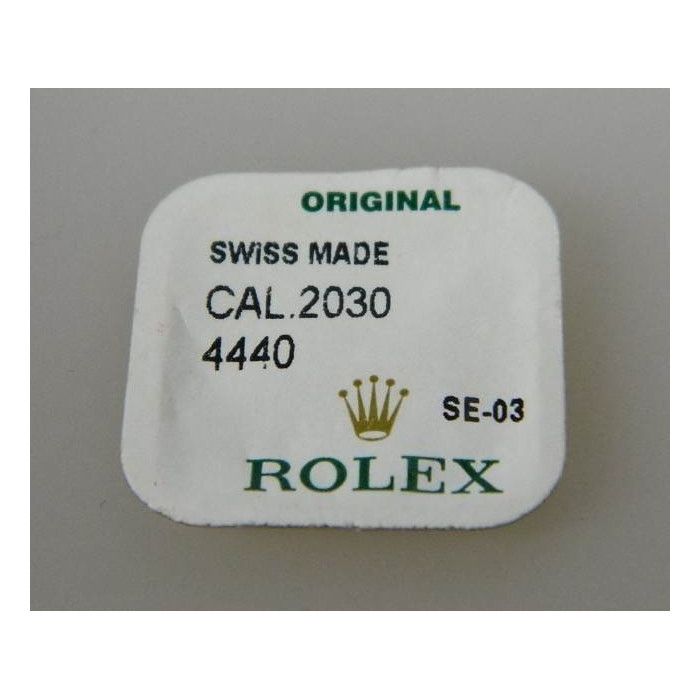 ORIGINAL
SWiSS MADE
CAL.2030
4440
SE-03
ROLEX